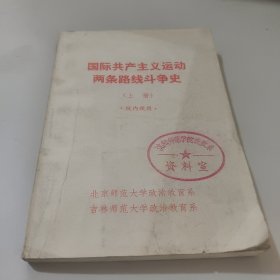 国际共产主义运动
两条路线斗争史
(上册)
•校内使用•
资料室
北京师范大学政治教育系
吉林师范大学政治教育系